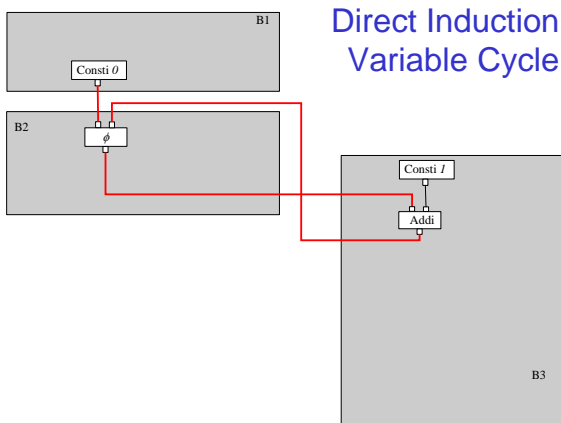 Direct Induction
Variable Cycle
B1
Consti 0
B2
ϕ
Consti 1
Addi
B3